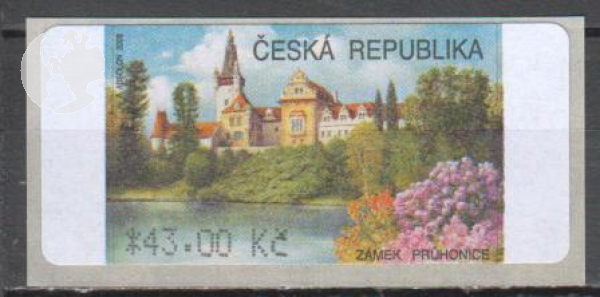 ČESKÁ REPUBLIKA
*43.00 Kč
ZÁMEK PRŮHONICE